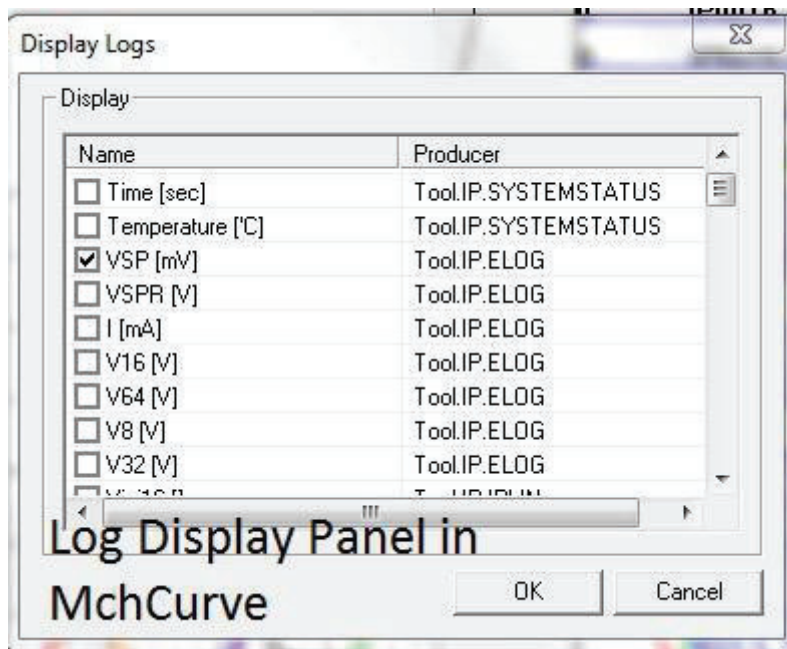 Display Logs
Display
Name Producer
Time [sec] Tool.IP.SYSTEMSTATUS
Temperature ['C] Tool.IP.SYSTEMSTATUS
VSP [mV] Tool.IP.ELOG
VSPR [V] Tool.IP.ELOG
I [mA] Tool.IP.ELOG
V16 [V] Tool.IP.ELOG
V64 [V] Tool.IP.ELOG
V8 [V] Tool.IP.ELOG
V32 [V] Tool.IP.ELOG
Log Display Panel in
MchCurve
OK Cancel